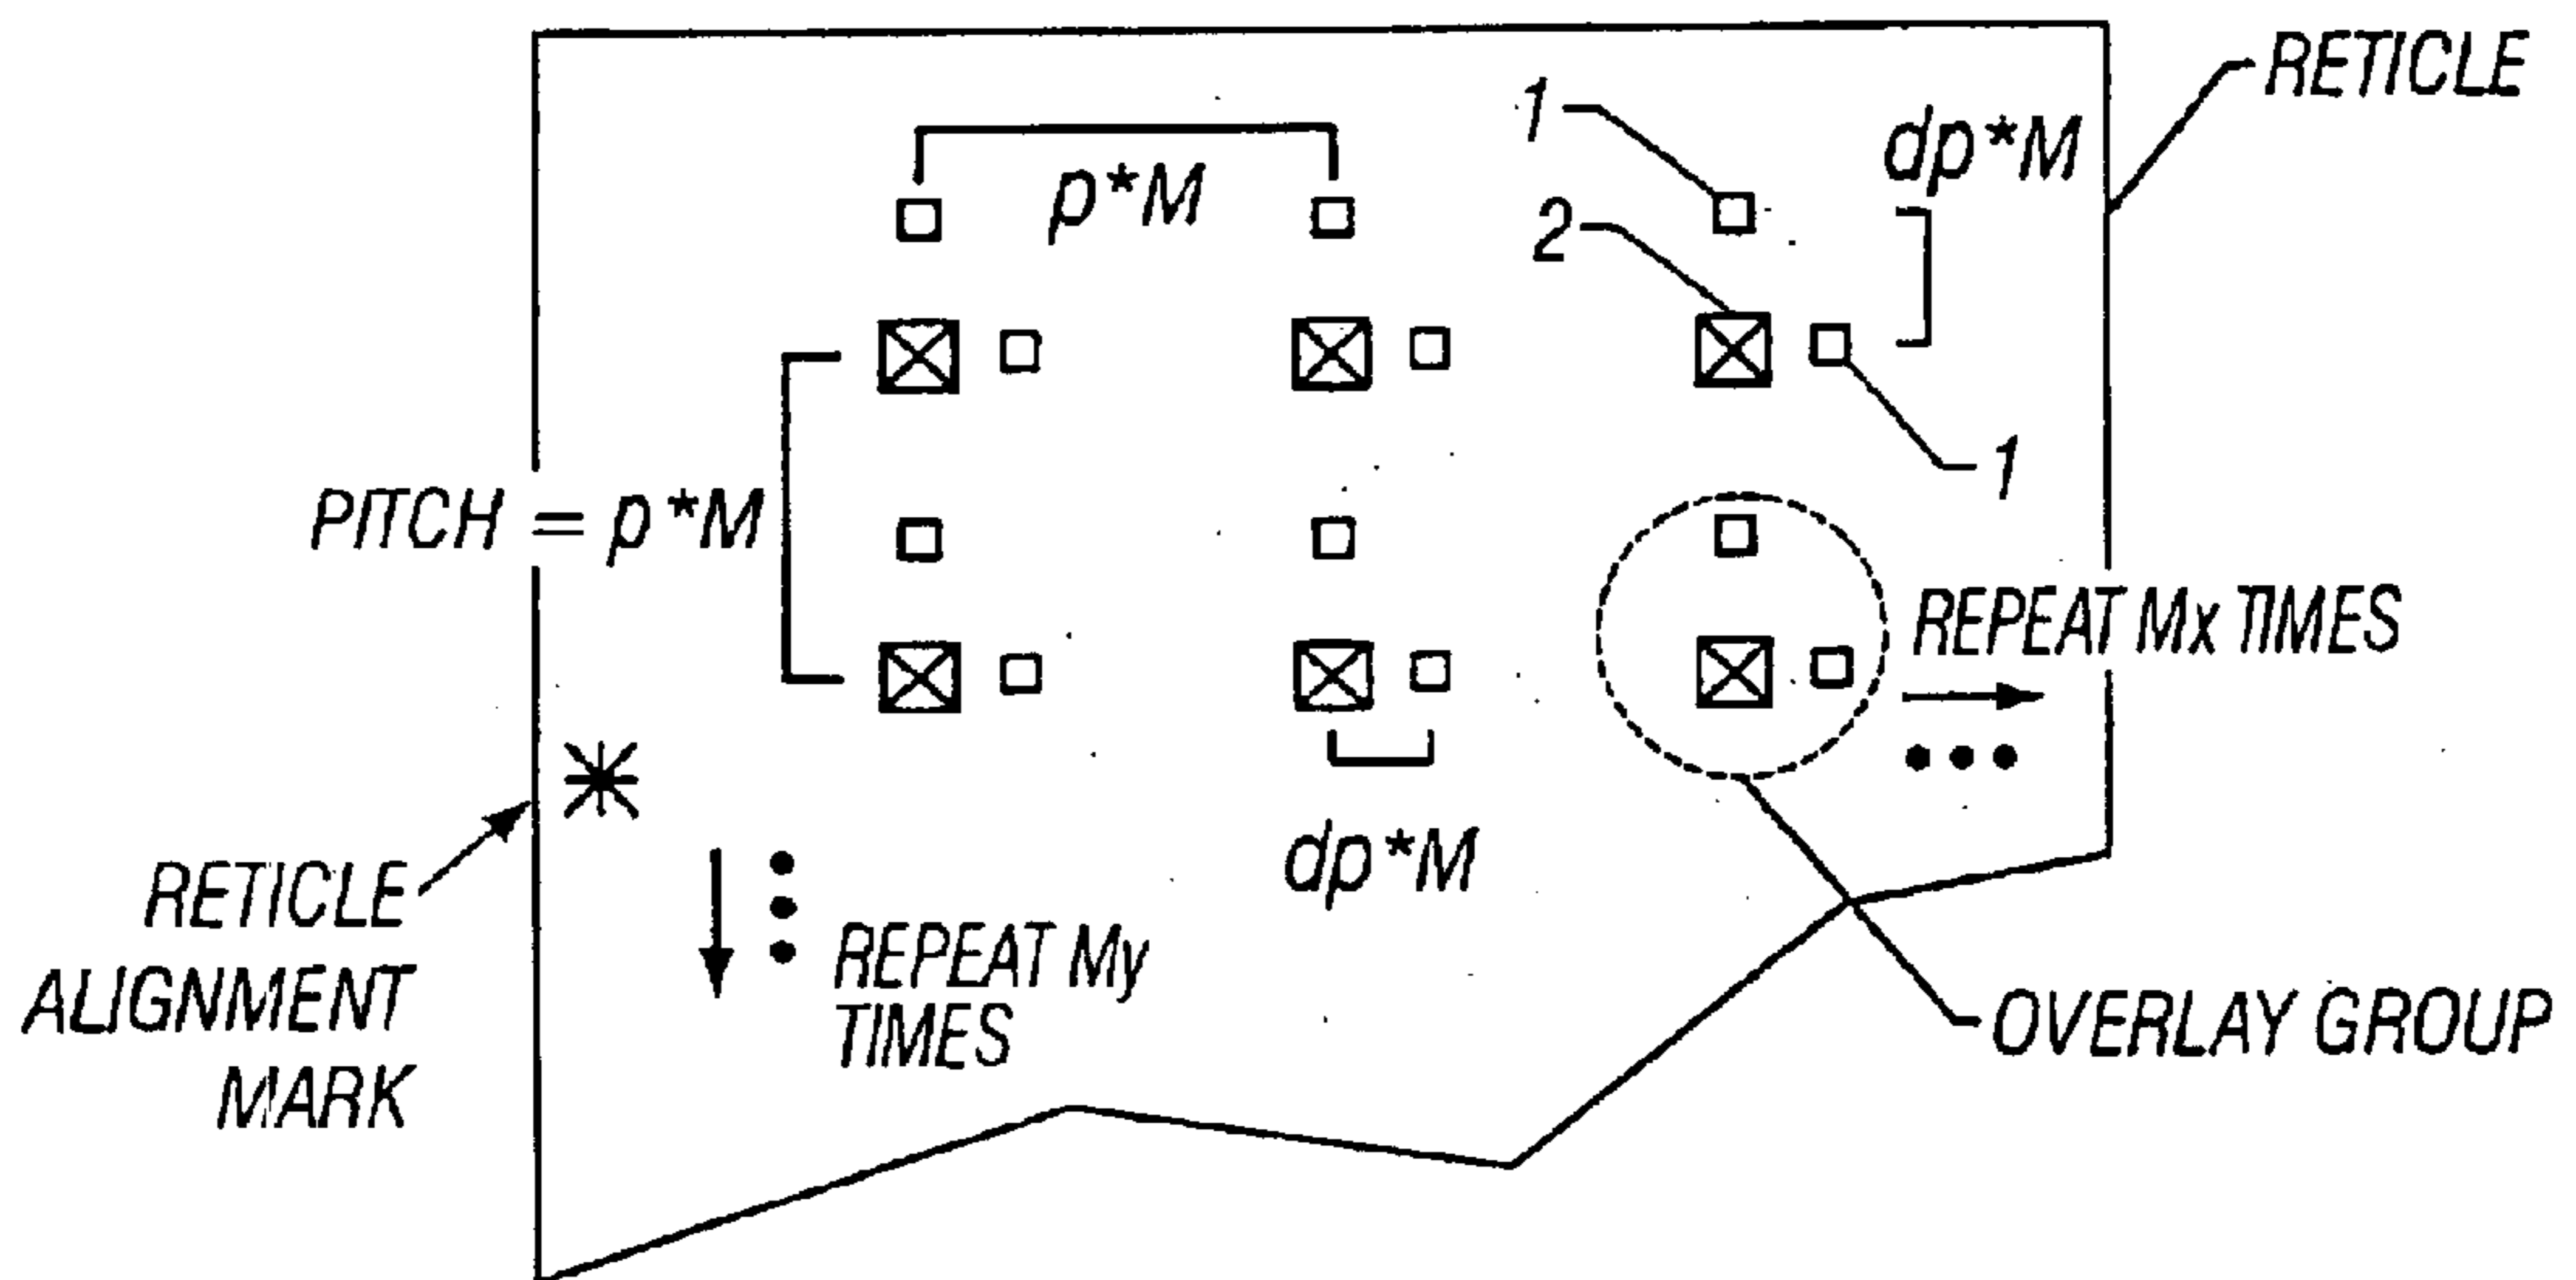 RETICLE
1
dp*M
p*M
2
1
PITCH = p*M
REPEAT Mx TIMES
dp*M
RETICLE
ALIGNMENT
MARK
REPEAT My
TIMES
OVERLAY GROUP